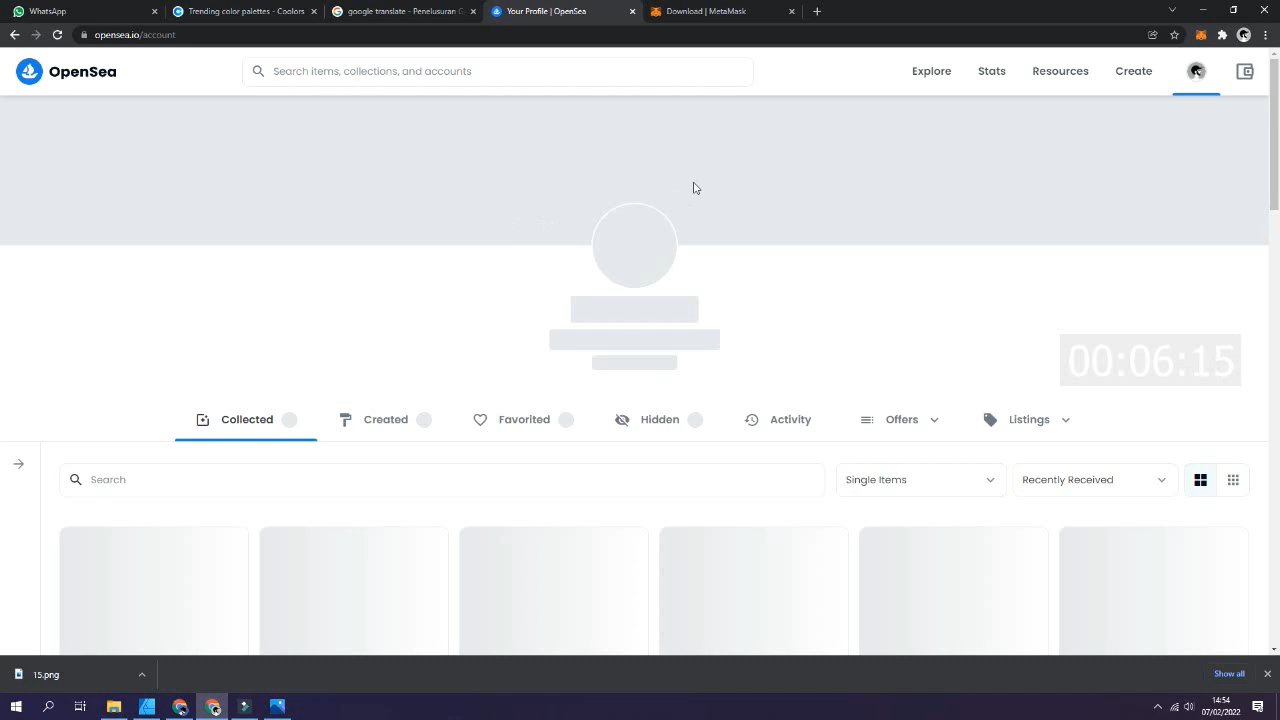 WhatsApp
Trending color palettes - Coolors
google translate - Penelusuran G
Your Profile | OpenSea
Download | MetaMask
opensea.io/account
OpenSea
Search items, collections, and accounts
Explore
Stats
Resources
Create
00:06:15
Collected
Created
Favorited
Hidden
Activity
Offers
Listings
Search
Single Items
Recently Received
15.png
Show all
14:54
07/02/2022